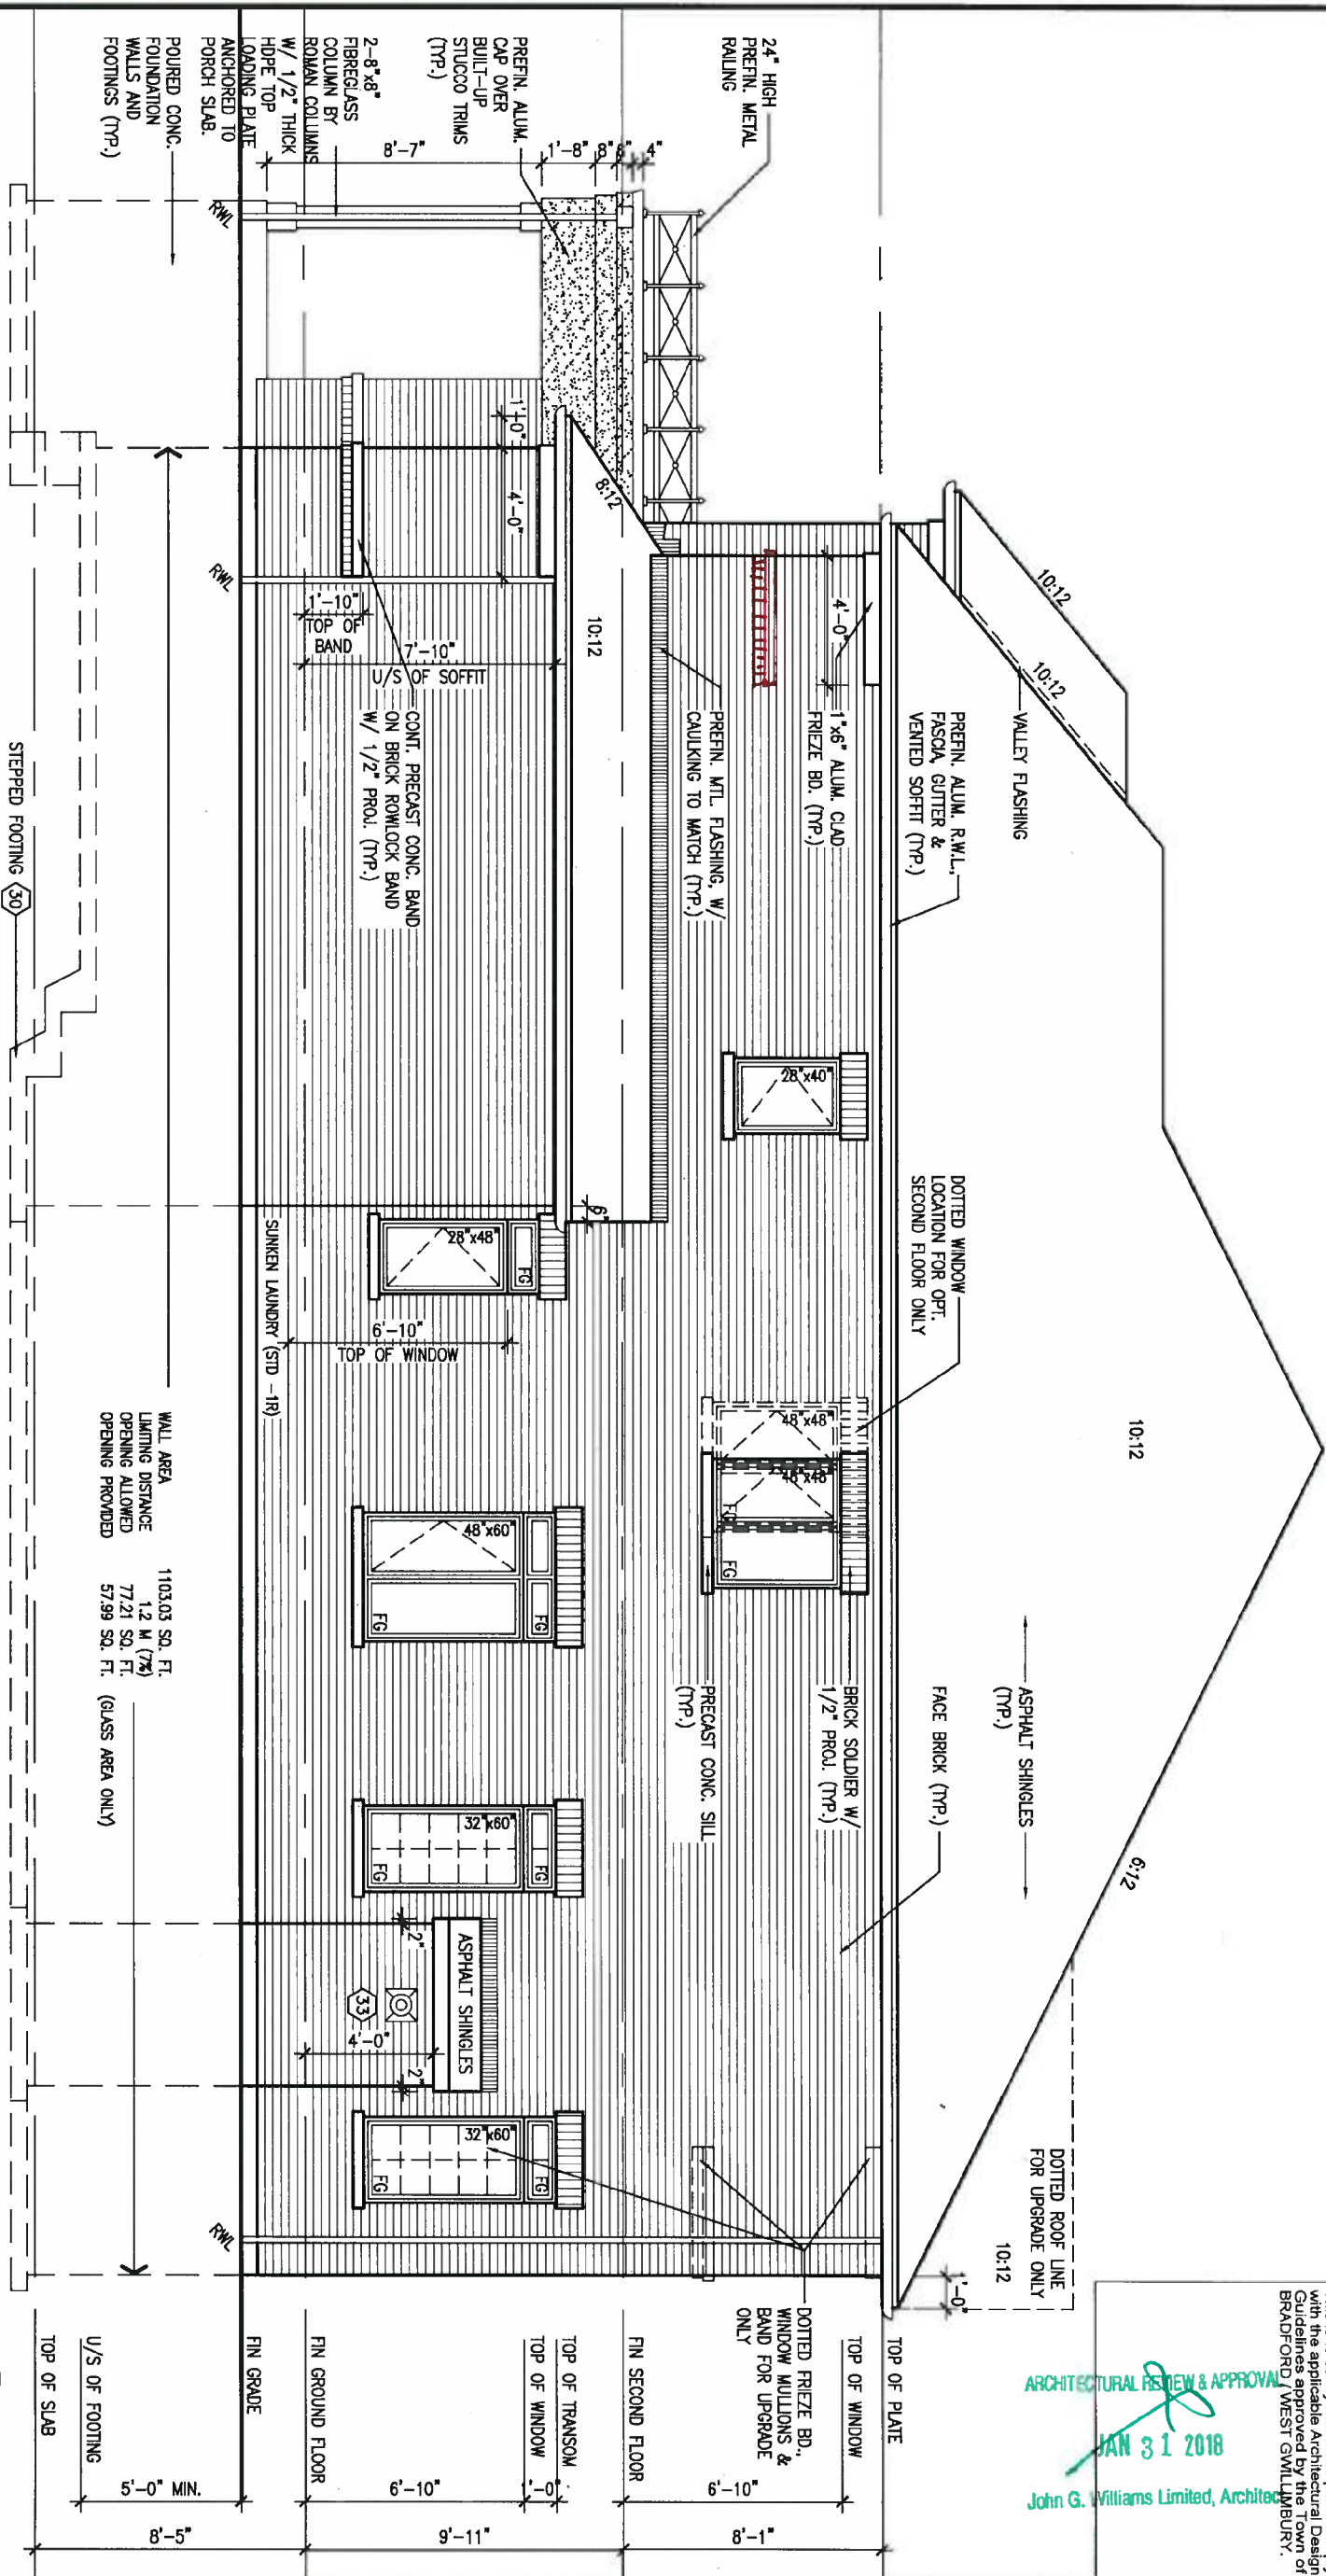 24" HIGH
PREFIN. METAL
RAILING
PREFIN. ALUM.
CAP OVER
BUILT-UP
STUCCO TRIMS
(TYP.)
2-8"x8"
FIBREGLASS
COLUMN BY
ROMAN COLUMNS
W/ 1/2" THICK
HDPE TOP
LOADING PLATE
ANCHORED TO
PORCH SLAB.
POURED CONC.
FOUNDATION
WALLS AND
FOOTINGS (TYP.)
8'-7"
1'-8"
8"
4"
RWL
1'-0"
4'-0"
8:12
RWL
1'-10"
TOP OF
BAND
7'-10"
U/S OF SOFFIT
10:12
CONT. PRECAST CONC. BAND
ON BRICK ROWLOCK BAND
W/ 1/2" PROJ. (TYP.)
STEPPED FOOTING 30
4'-0"
1"x6" ALUM. CLAD
FRIEZE BD. (TYP.)
PREFIN. MTL. FLASHING, W/
CAULKING TO MATCH (TYP.)
10:12
10:12
VALLEY FLASHING
PREFIN. ALUM. R.W.L.,
FASCIA, GUTTER &
VENTED SOFFIT (TYP.)
28"x40"
6"
28"x48"
FG
6'-10"
TOP OF WINDOW
SUNKEN LAUNDRY (STD -1R)
DOTTED WINDOW
LOCATION FOR OPT.
SECOND FLOOR ONLY
48"x48"
48"x48"
FG
FG
10:12
48"x60"
FG
FG
WALL AREA 1103.03 SQ. FT.
LIMITING DISTANCE 1.2 M (7%)
OPENING ALLOWED 77.21 SQ. FT.
OPENING PROVIDED 57.99 SQ. FT. (GLASS AREA ONLY)
ASPHALT SHINGLES
(TYP.)
FACE BRICK (TYP.)
BRICK SOLDIER W/
1/2" PROJ. (TYP.)
PRECAST CONC. SILL
(TYP.)
6:12
32"x60"
FG
FG
2"
ASPHALT SHINGLES
33
4'-0"
2"
32"x60"
FG
FG
RWL
DOTTED ROOF LINE
FOR UPGRADE ONLY
10:12
1'-0"
DOTTED FRIEZE BD.,
WINDOW MULLIONS &
BAND FOR UPGRADE
ONLY
TOP OF PLATE
TOP OF WINDOW
FIN SECOND FLOOR
TOP OF TRANSOM
TOP OF WINDOW
FIN GROUND FLOOR
FIN GRADE
U/S OF FOOTING
TOP OF SLAB
6'-10"
1'-0"
6'-10"
5'-0" MIN.
8'-1"
9'-11"
8'-5"
with the applicable Architectural Design
Guidelines approved by the Town of
BRADFORD / WEST GWILLIMBURY.
ARCHITECTURAL REVIEW & APPROVAL
JAN 31 2018
John G. Williams Limited, Architect